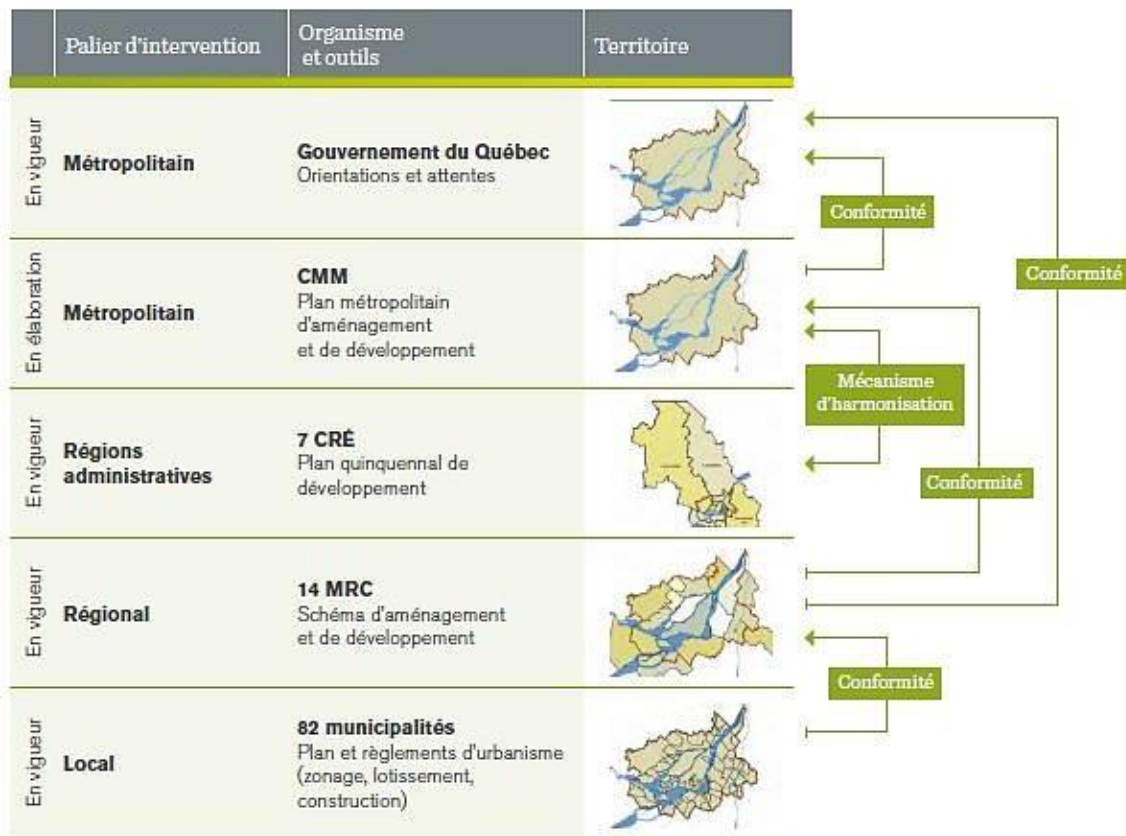 Palier d'intervention
Organisme
et outils
Territoire
En vigueur
Métropolitain
Gouvernement du Québec
Orientations et attentes
En élaboration
Métropolitain
CMM
Plan métropolitain
d'aménagement
et de développement
En vigueur
Régions
administratives
7 CRÉ
Plan quinquennal de
développement
En vigueur
Régional
14 MRC
Schéma d'aménagement
et de développement
En vigueur
Local
82 municipalités
Plan et règlements d'urbanisme
(zonage, lotissement,
construction)
Conformité
Conformité
Mécanisme
d'harmonisation
Conformité
Conformité